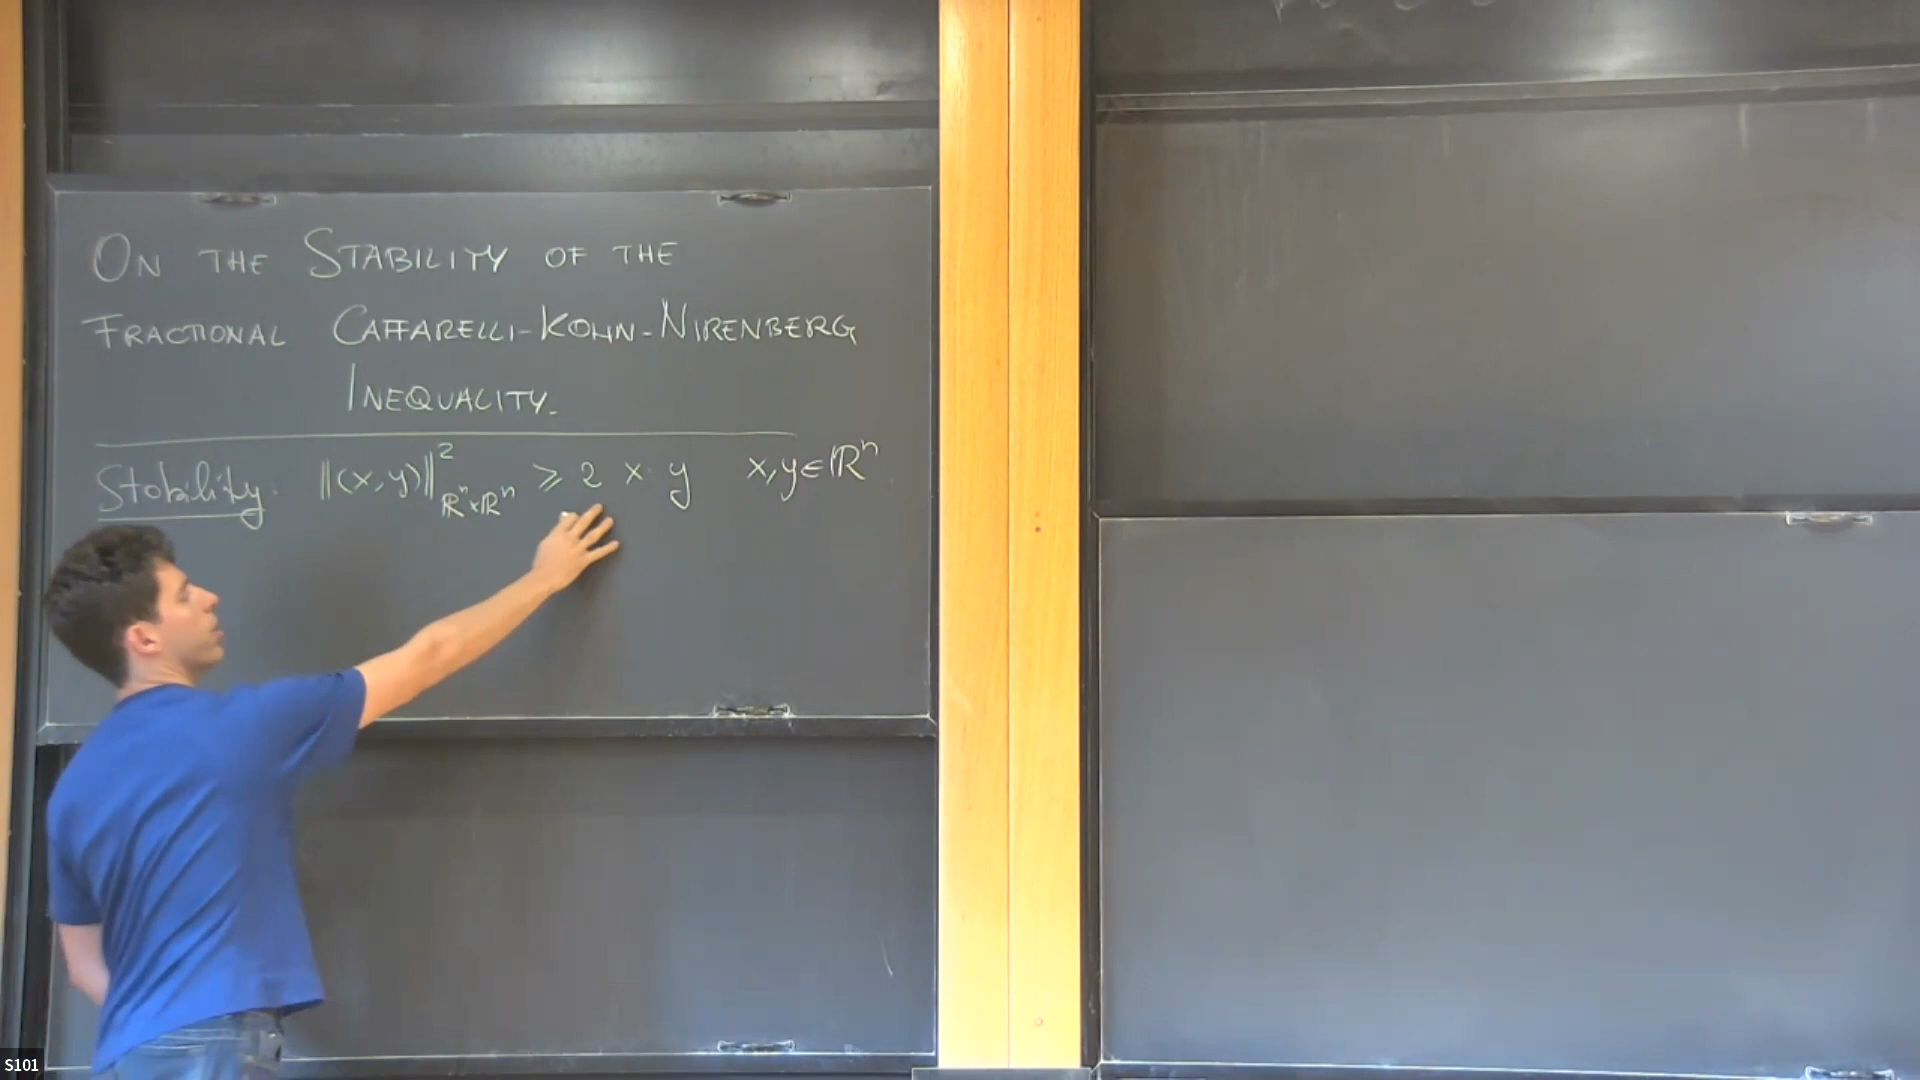 ON THE STABILITY OF THE
FRACTIONAL CAFFARELLI-KOHN-NIRENBERG
INEQUALITY.
Stability: ‖(x,y)‖²_{ℝⁿ×ℝⁿ} ⩾ 2 x·y x,y∈ℝⁿ
S101